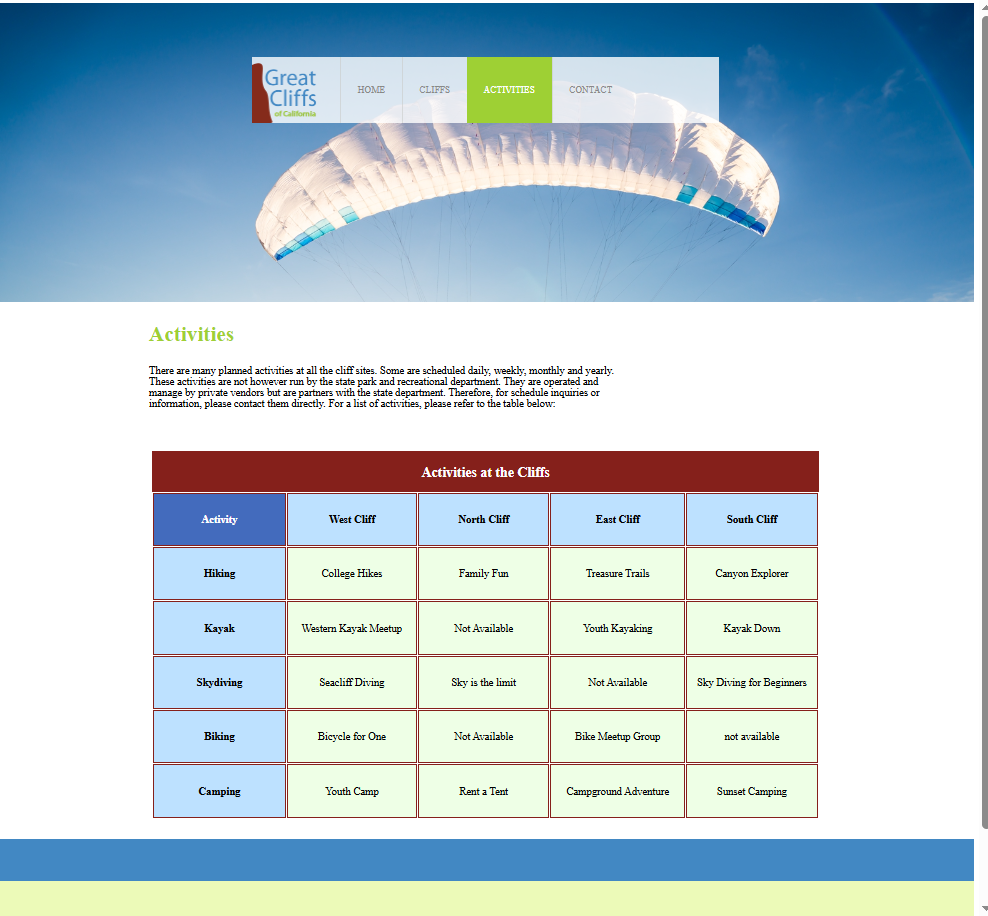 Great
Cliffs
of California
HOME CLIFFS ACTIVITIES CONTACT
Activities
There are many planned activities at all the cliff sites. Some are scheduled daily, weekly, monthly and yearly.
These activities are not however run by the state park and recreational department. They are operated and
manage by private vendors but are partners with the state department. Therefore, for schedule inquiries or
information, please contact them directly. For a list of activities, please refer to the table below:
Activities at the Cliffs
Activity West Cliff North Cliff East Cliff South Cliff
Hiking College Hikes Family Fun Treasure Trails Canyon Explorer
Kayak Western Kayak Meetup Not Available Youth Kayaking Kayak Down
Skydiving Seacliff Diving Sky is the limit Not Available Sky Diving for Beginners
Biking Bicycle for One Not Available Bike Meetup Group not available
Camping Youth Camp Rent a Tent Campground Adventure Sunset Camping